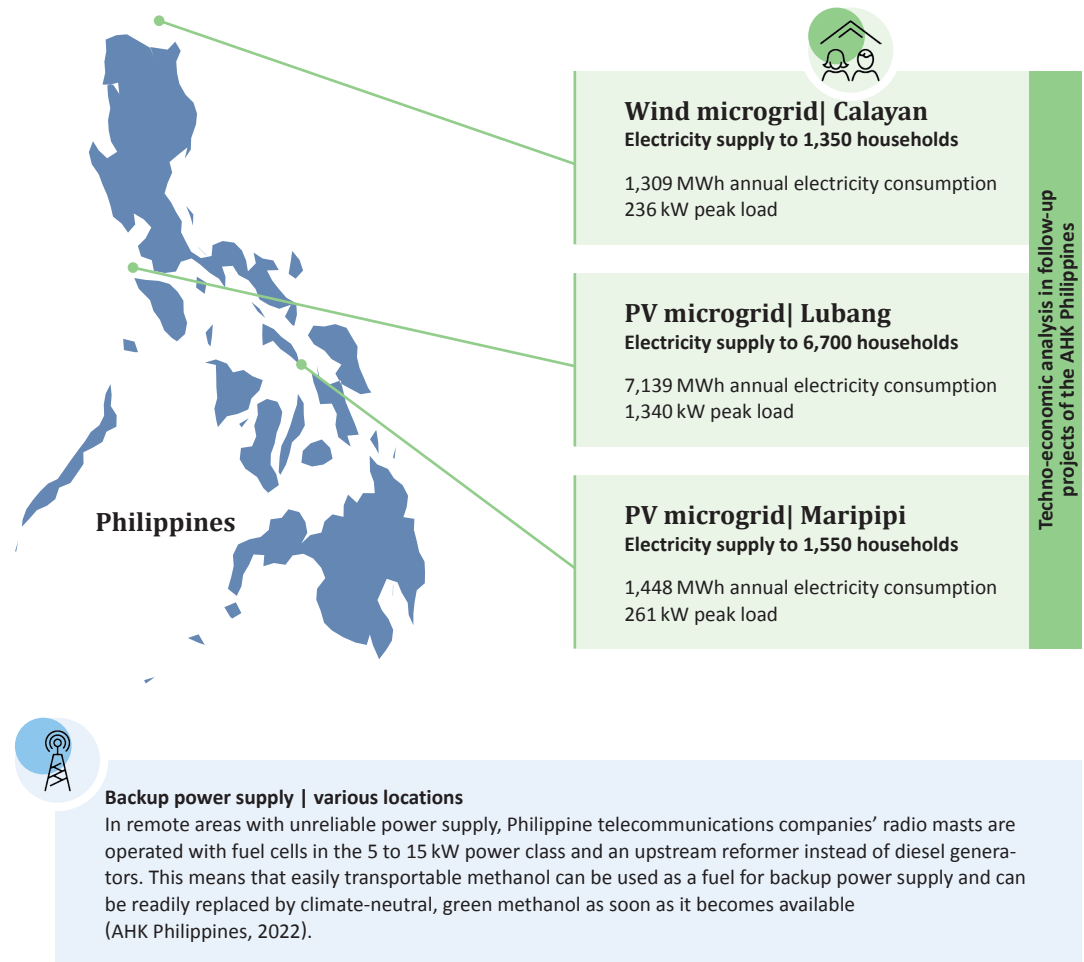 Wind microgrid| Calayan
Electricity supply to 1,350 households
1,309 MWh annual electricity consumption
236 kW peak load
PV microgrid| Lubang
Electricity supply to 6,700 households
7,139 MWh annual electricity consumption
1,340 kW peak load
PV microgrid| Maripipi
Electricity supply to 1,550 households
1,448 MWh annual electricity consumption
261 kW peak load
Techno-economic analysis in follow-up
projects of the AHK Philippines
Philippines
Backup power supply | various locations
In remote areas with unreliable power supply, Philippine telecommunications companies’ radio masts are
operated with fuel cells in the 5 to 15 kW power class and an upstream reformer instead of diesel genera-
tors. This means that easily transportable methanol can be used as a fuel for backup power supply and can
be readily replaced by climate-neutral, green methanol as soon as it becomes available
(AHK Philippines, 2022).